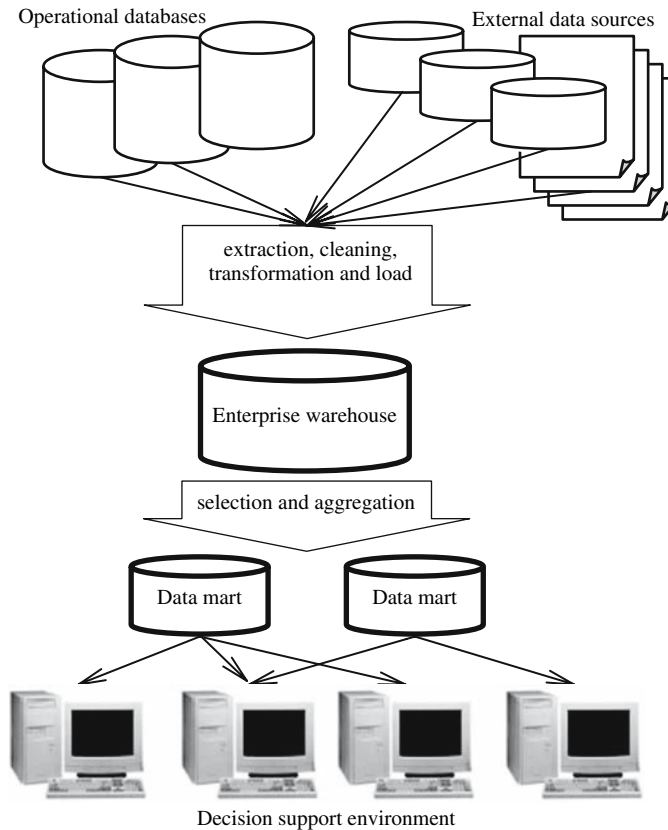 Operational databases
External data sources
extraction, cleaning,
transformation and load
Enterprise warehouse
selection and aggregation
Data mart
Data mart
Decision support environment